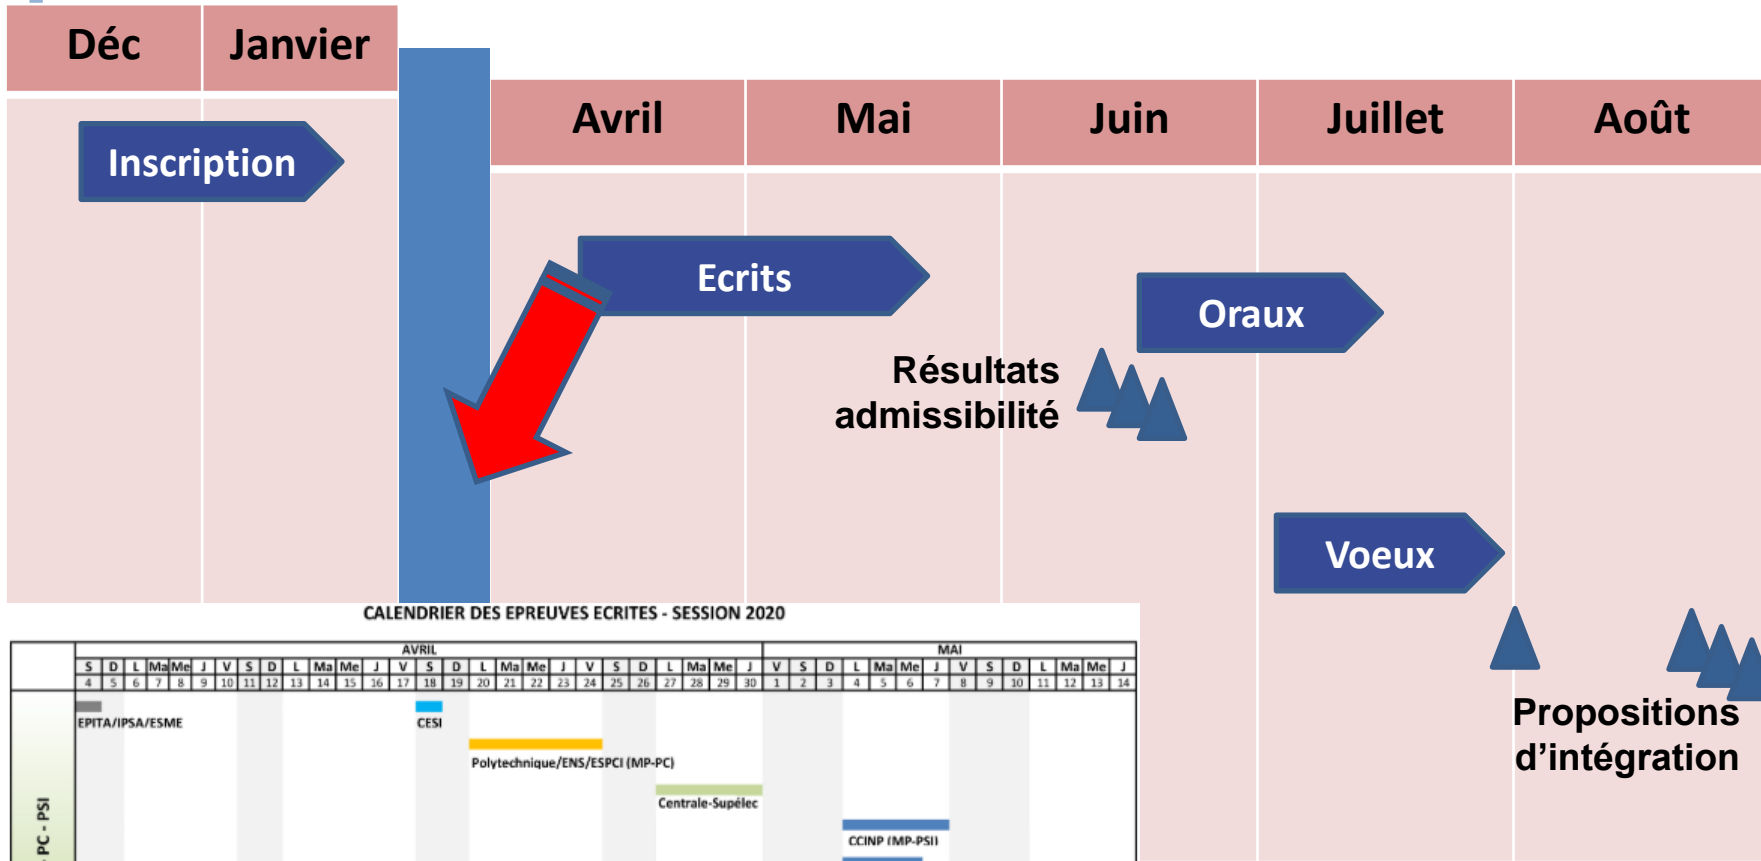 Déc Janvier
Avril Mai Juin Juillet Août
Inscription
Ecrits
Oraux
Résultats
admissibilité
Voeux
Propositions
d’intégration
CALENDRIER DES EPREUVES ECRITES - SESSION 2020
AVRIL MAI
S D L Ma Me J V S D L Ma Me J V S D L Ma Me J V S D L Ma Me J V S D L Ma Me J V S D L Ma Me J
4 5 6 7 8 9 10 11 12 13 14 15 16 17 18 19 20 21 22 23 24 25 26 27 28 29 30 1 2 3 4 5 6 7 8 9 10 11 12 13 14
EPITA/IPSA/ESME
CESI
Polytechnique/ENS/ESPCI (MP-PC)
Centrale-Supélec
CCINP (MP-PSI)
PC - PSI